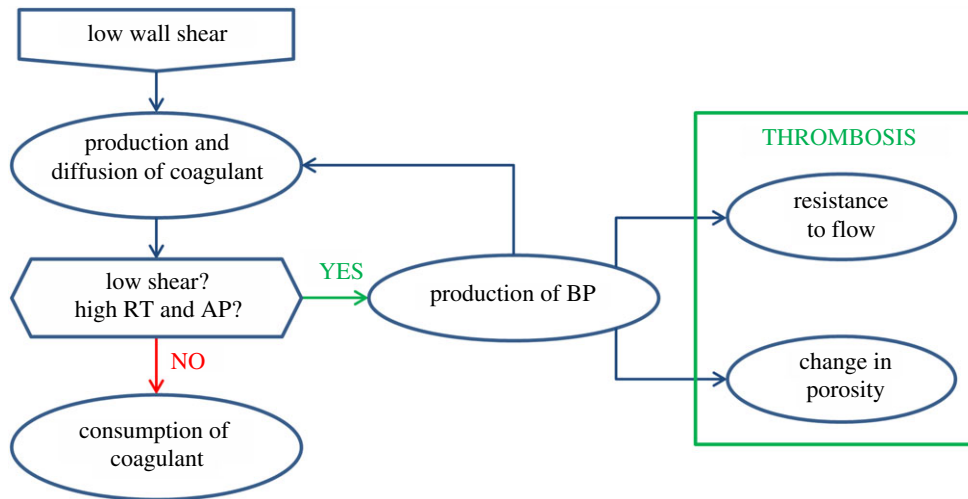 low wall shear
production and
diffusion of coagulant
low shear?
high RT and AP?
YES
NO
consumption of
coagulant
production of BP
THROMBOSIS
resistance
to flow
change in
porosity